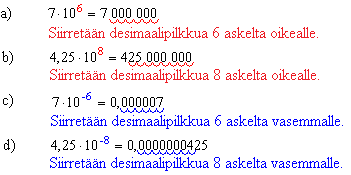 a) 7·10⁶ = 7 000 000
Siirretään desimaalipilkkua 6 askelta oikealle.
b) 4,25·10⁸ = 425 000 000
Siirretään desimaalipilkkua 8 askelta oikealle.
c) 7·10⁻⁶ = 0,000007
Siirretään desimaalipilkkua 6 askelta vasemmalle.
d) 4,25·10⁻⁸ = 0,0000000425
Siirretään desimaalipilkkua 8 askelta vasemmalle.